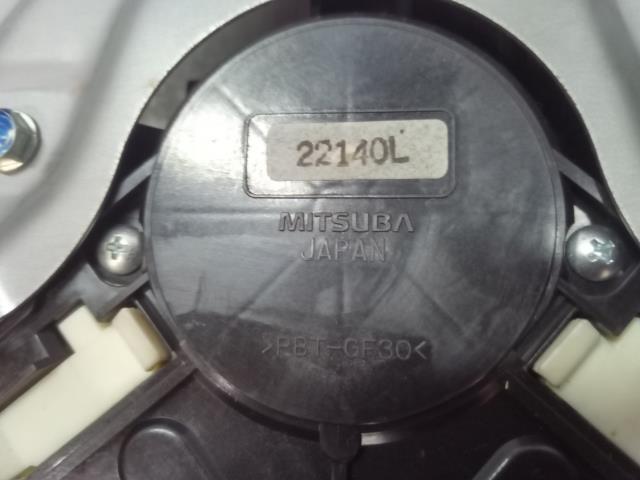 22140L
MITSUBA
JAPAN
>PBT-GF30<